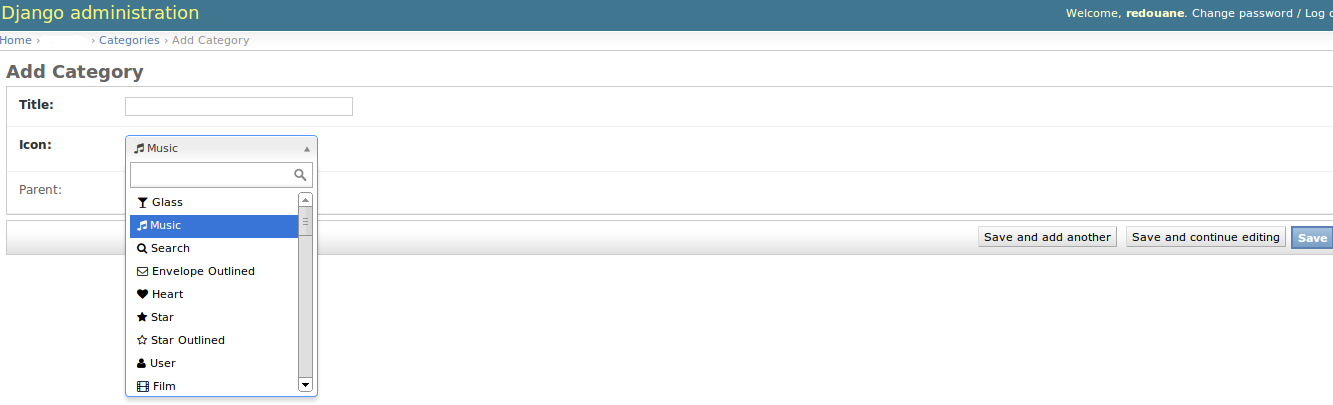 Django administration
Welcome, redouane. Change password / Log
Home › › Categories › Add Category
Add Category
Title:
Icon:
Music
Parent:
Glass
Music
Search
Envelope Outlined
Heart
Star
Star Outlined
User
Film
Save and add another
Save and continue editing
Save